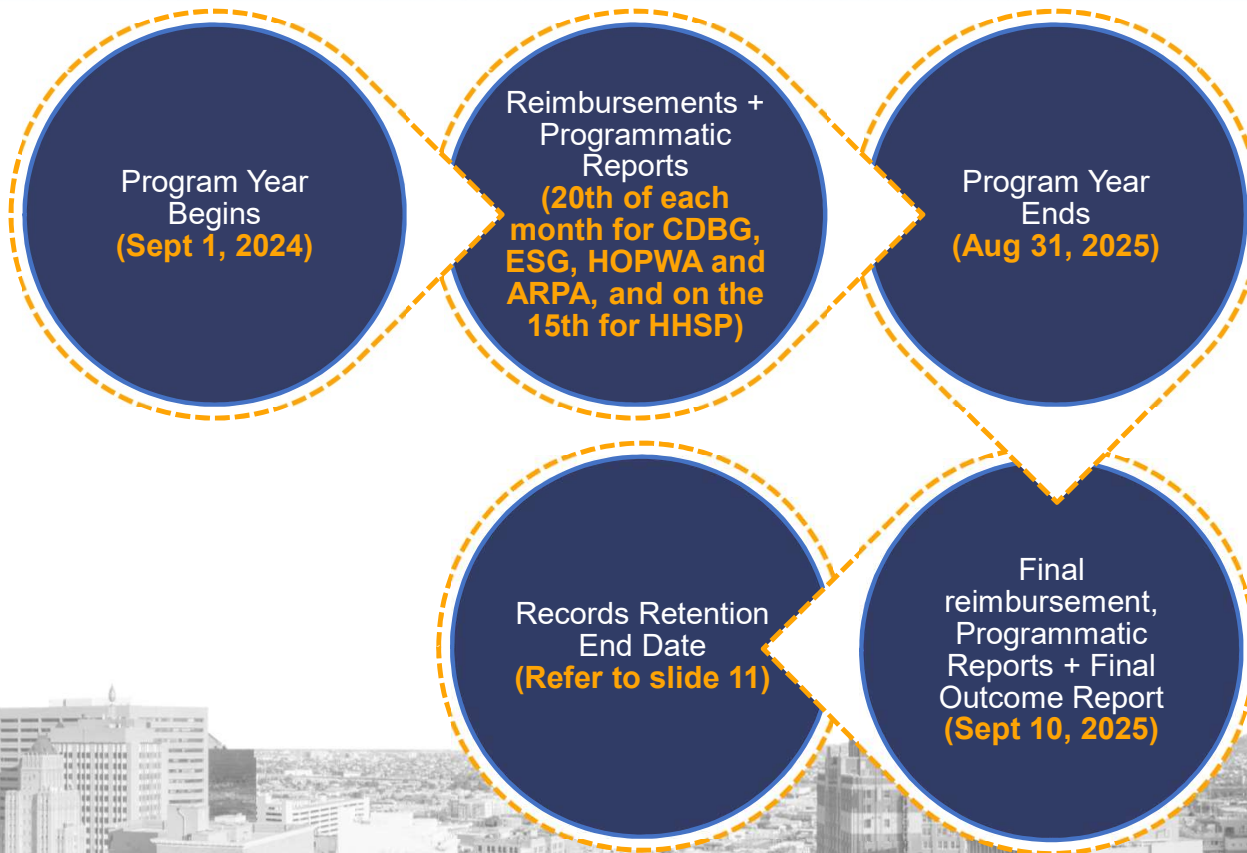 Program Year
Begins
(Sept 1, 2024)
Reimbursements +
Programmatic
Reports
(20th of each
month for CDBG,
ESG, HOPWA and
ARPA, and on the
15th for HHSP)
Program Year
Ends
(Aug 31, 2025)
Final
reimbursement,
Programmatic
Reports + Final
Outcome Report
(Sept 10, 2025)
Records Retention
End Date
(Refer to slide 11)